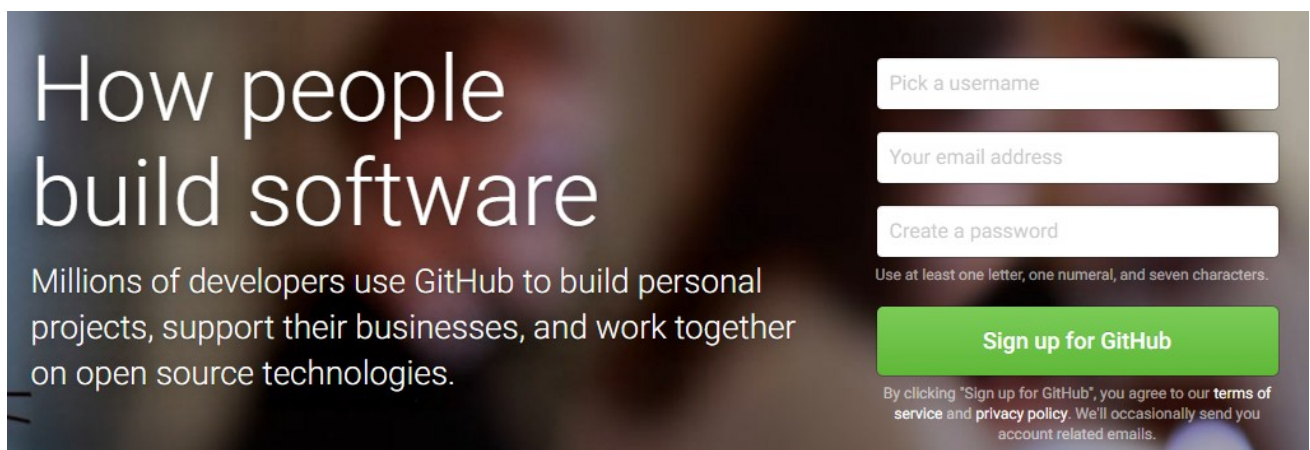 How people
build software
Millions of developers use GitHub to build personal
projects, support their businesses, and work together
on open source technologies.
Pick a username
Your email address
Create a password
Use at least one letter, one numeral, and seven characters.
Sign up for GitHub
By clicking "Sign up for GitHub", you agree to our terms of
service and privacy policy. We'll occasionally send you
account related emails.